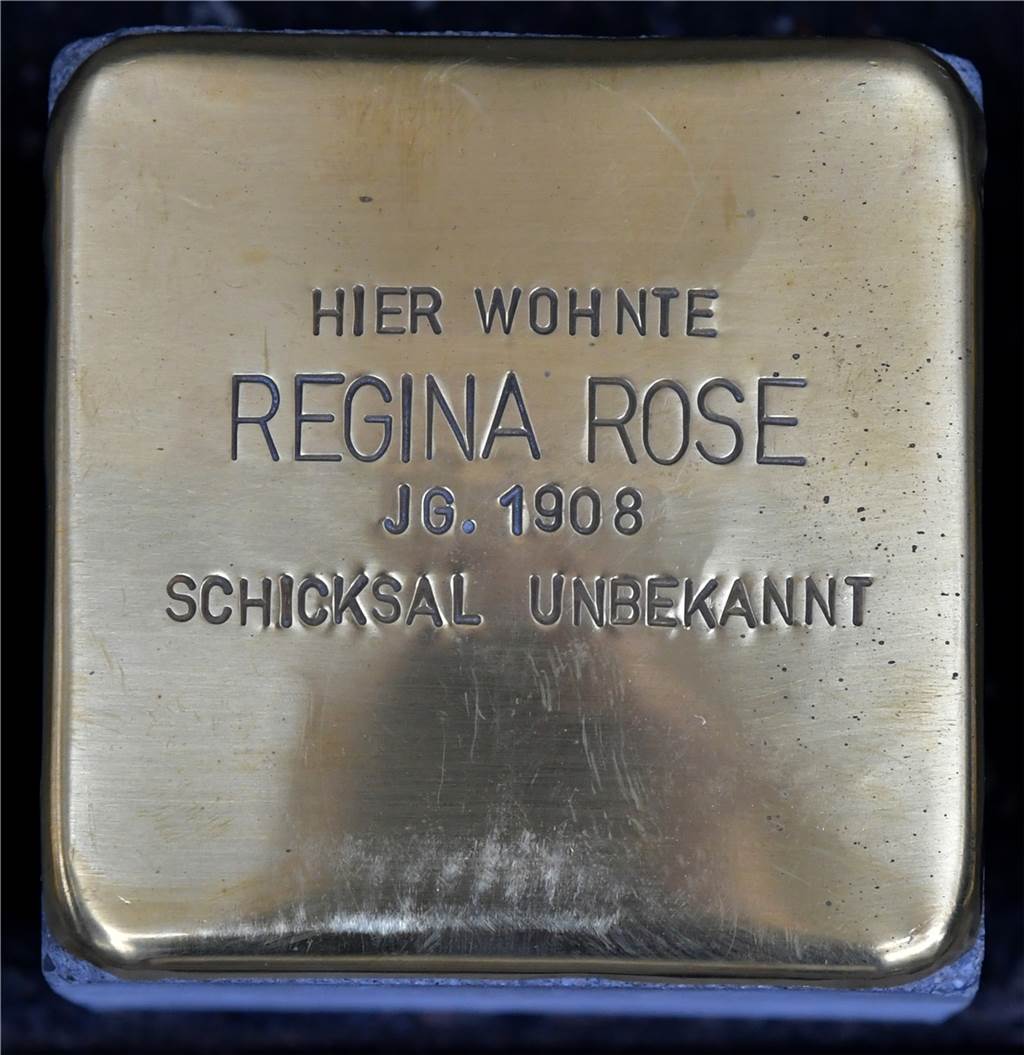 HIER WOHNTE
REGINA ROSE
JG. 1908
SCHICKSAL UNBEKANNT